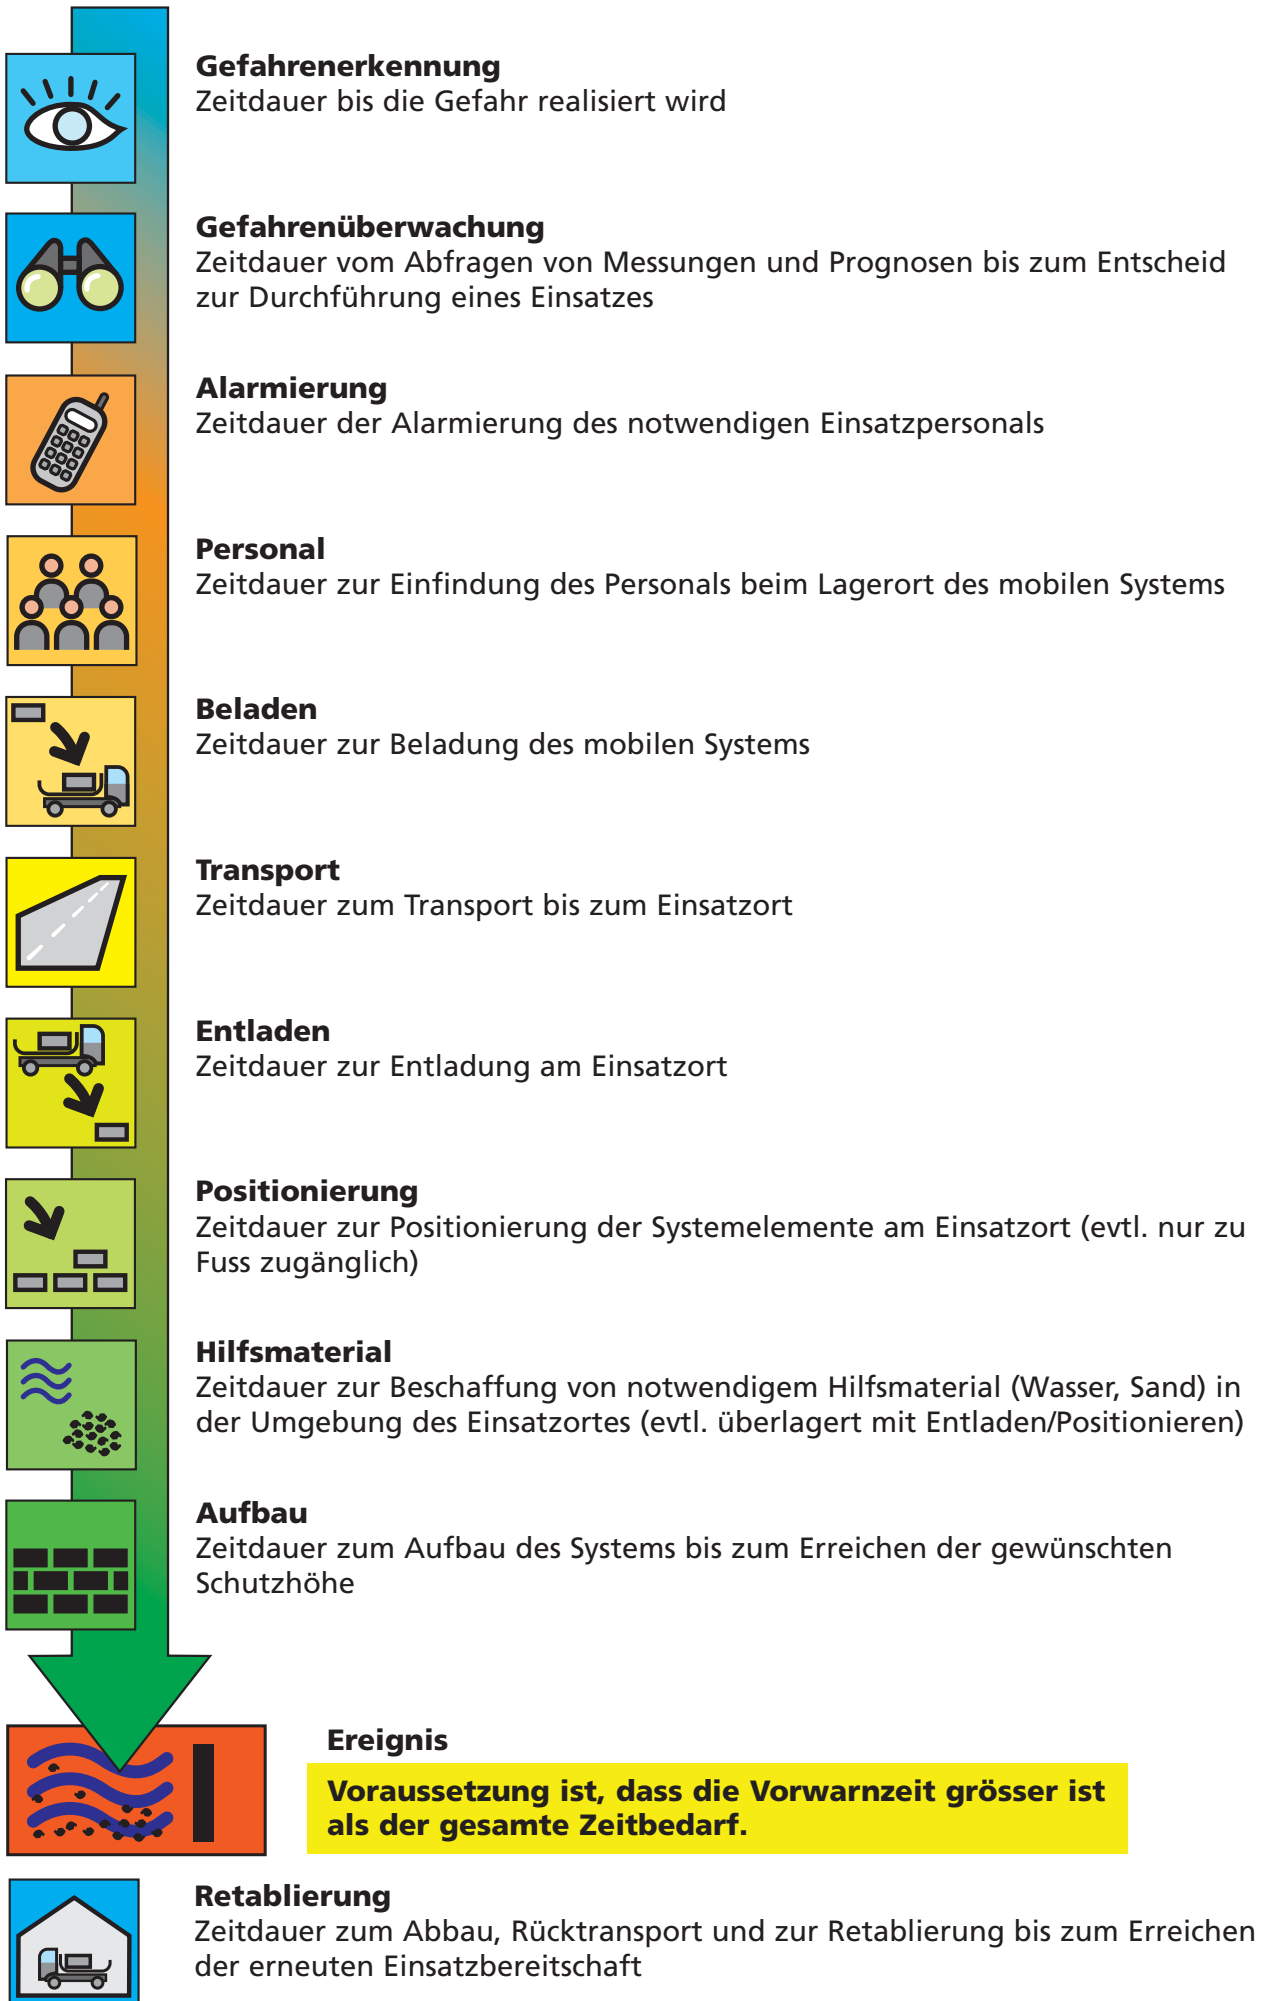 Gefahrenerkennung
Zeitdauer bis die Gefahr realisiert wird
Gefahrenüberwachung
Zeitdauer vom Abfragen von Messungen und Prognosen bis zum Entscheid
zur Durchführung eines Einsatzes
Alarmierung
Zeitdauer der Alarmierung des notwendigen Einsatzpersonals
Personal
Zeitdauer zur Einfindung des Personals beim Lagerort des mobilen Systems
Beladen
Zeitdauer zur Beladung des mobilen Systems
Transport
Zeitdauer zum Transport bis zum Einsatzort
Entladen
Zeitdauer zur Entladung am Einsatzort
Positionierung
Zeitdauer zur Positionierung der Systemelemente am Einsatzort (evtl. nur zu
Fuss zugänglich)
Hilfsmaterial
Zeitdauer zur Beschaffung von notwendigem Hilfsmaterial (Wasser, Sand) in
der Umgebung des Einsatzortes (evtl. überlagert mit Entladen/Positionieren)
Aufbau
Zeitdauer zum Aufbau des Systems bis zum Erreichen der gewünschten
Schutzhöhe
Ereignis
Voraussetzung ist, dass die Vorwarnzeit grösser ist
als der gesamte Zeitbedarf.
Retablierung
Zeitdauer zum Abbau, Rücktransport und zur Retablierung bis zum Erreichen
der erneuten Einsatzbereitschaft